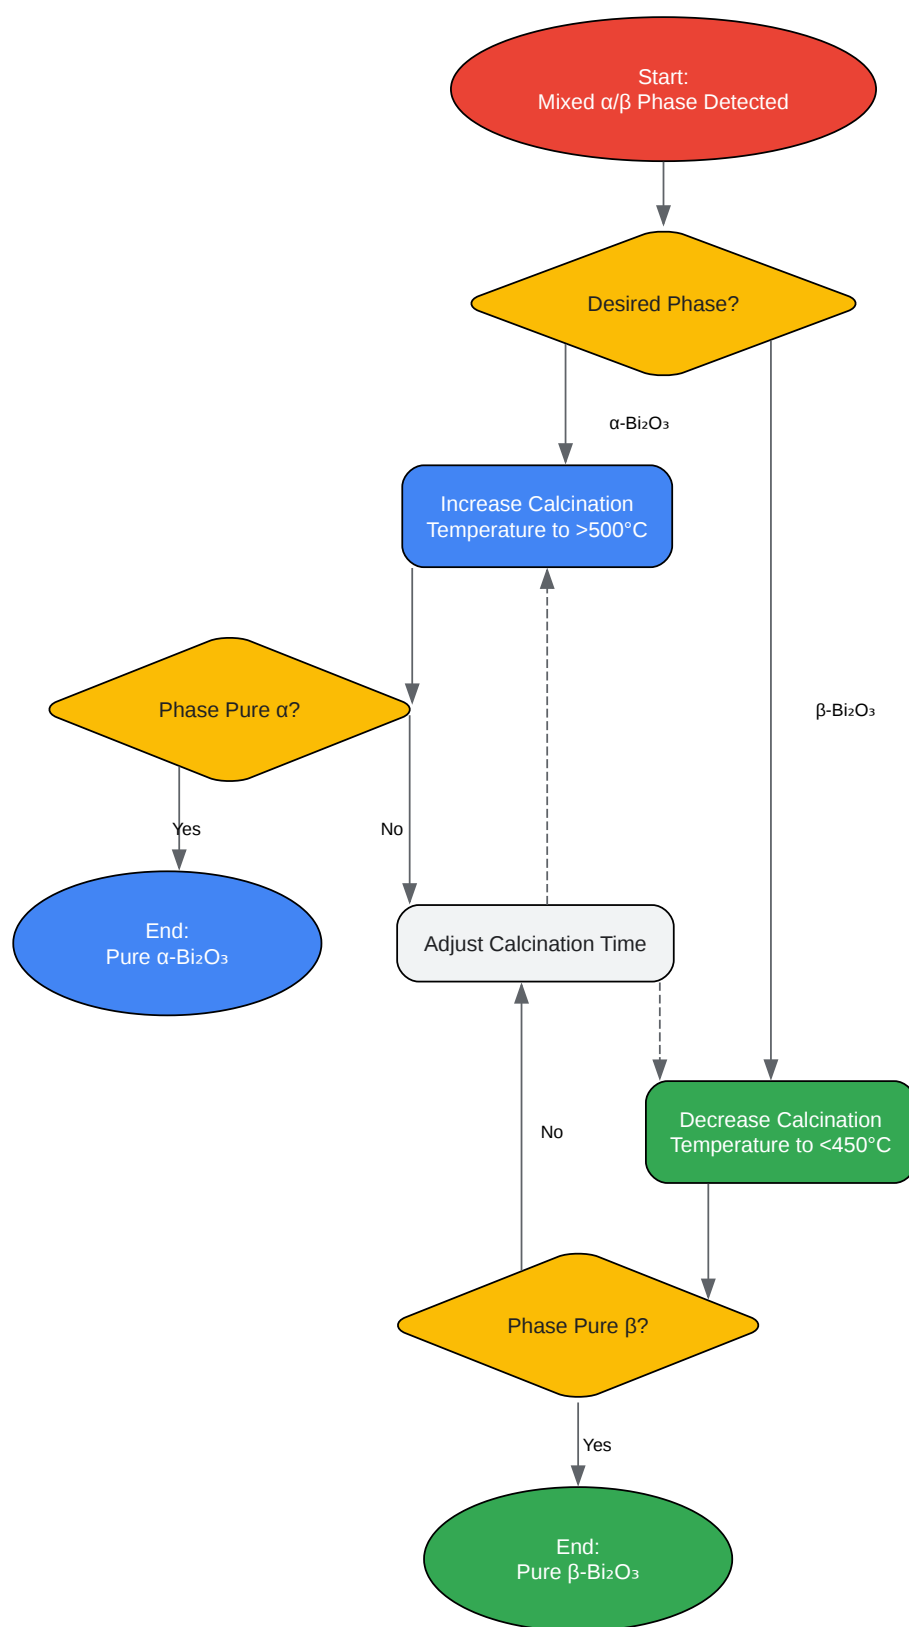 Start:
Mixed α/β Phase Detected
Desired Phase?
α-Bi₂O₃
Increase Calcination
Temperature to >500°C
Phase Pure α?
β-Bi₂O₃
Yes
No
End:
Pure α-Bi₂O₃
Adjust Calcination Time
Decrease Calcination
Temperature to <450°C
No
Phase Pure β?
Yes
End:
Pure β-Bi₂O₃